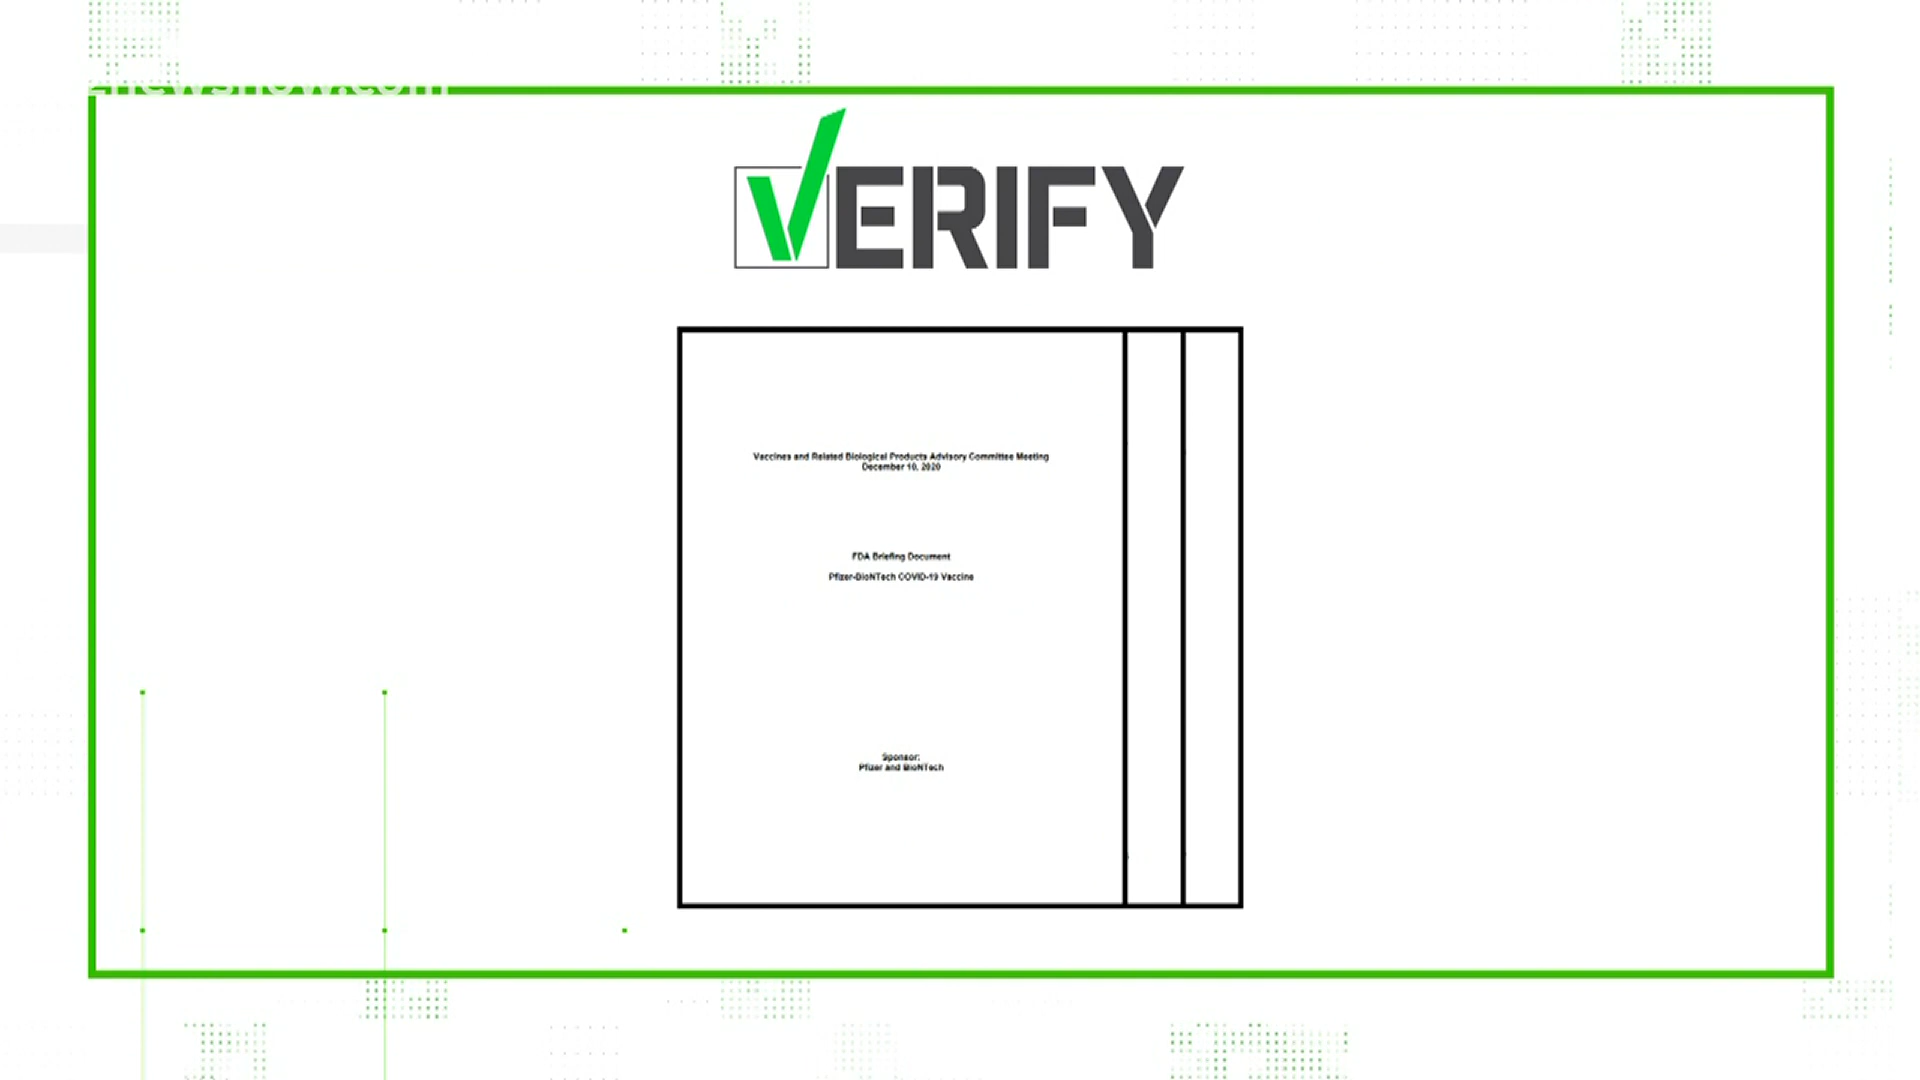 VERIFY
Vaccines and Related Biological Products Advisory Committee Meeting
December 10, 2020
FDA Briefing Document
Pfizer-BioNTech COVID-19 Vaccine
Sponsor:
Pfizer and BioNTech